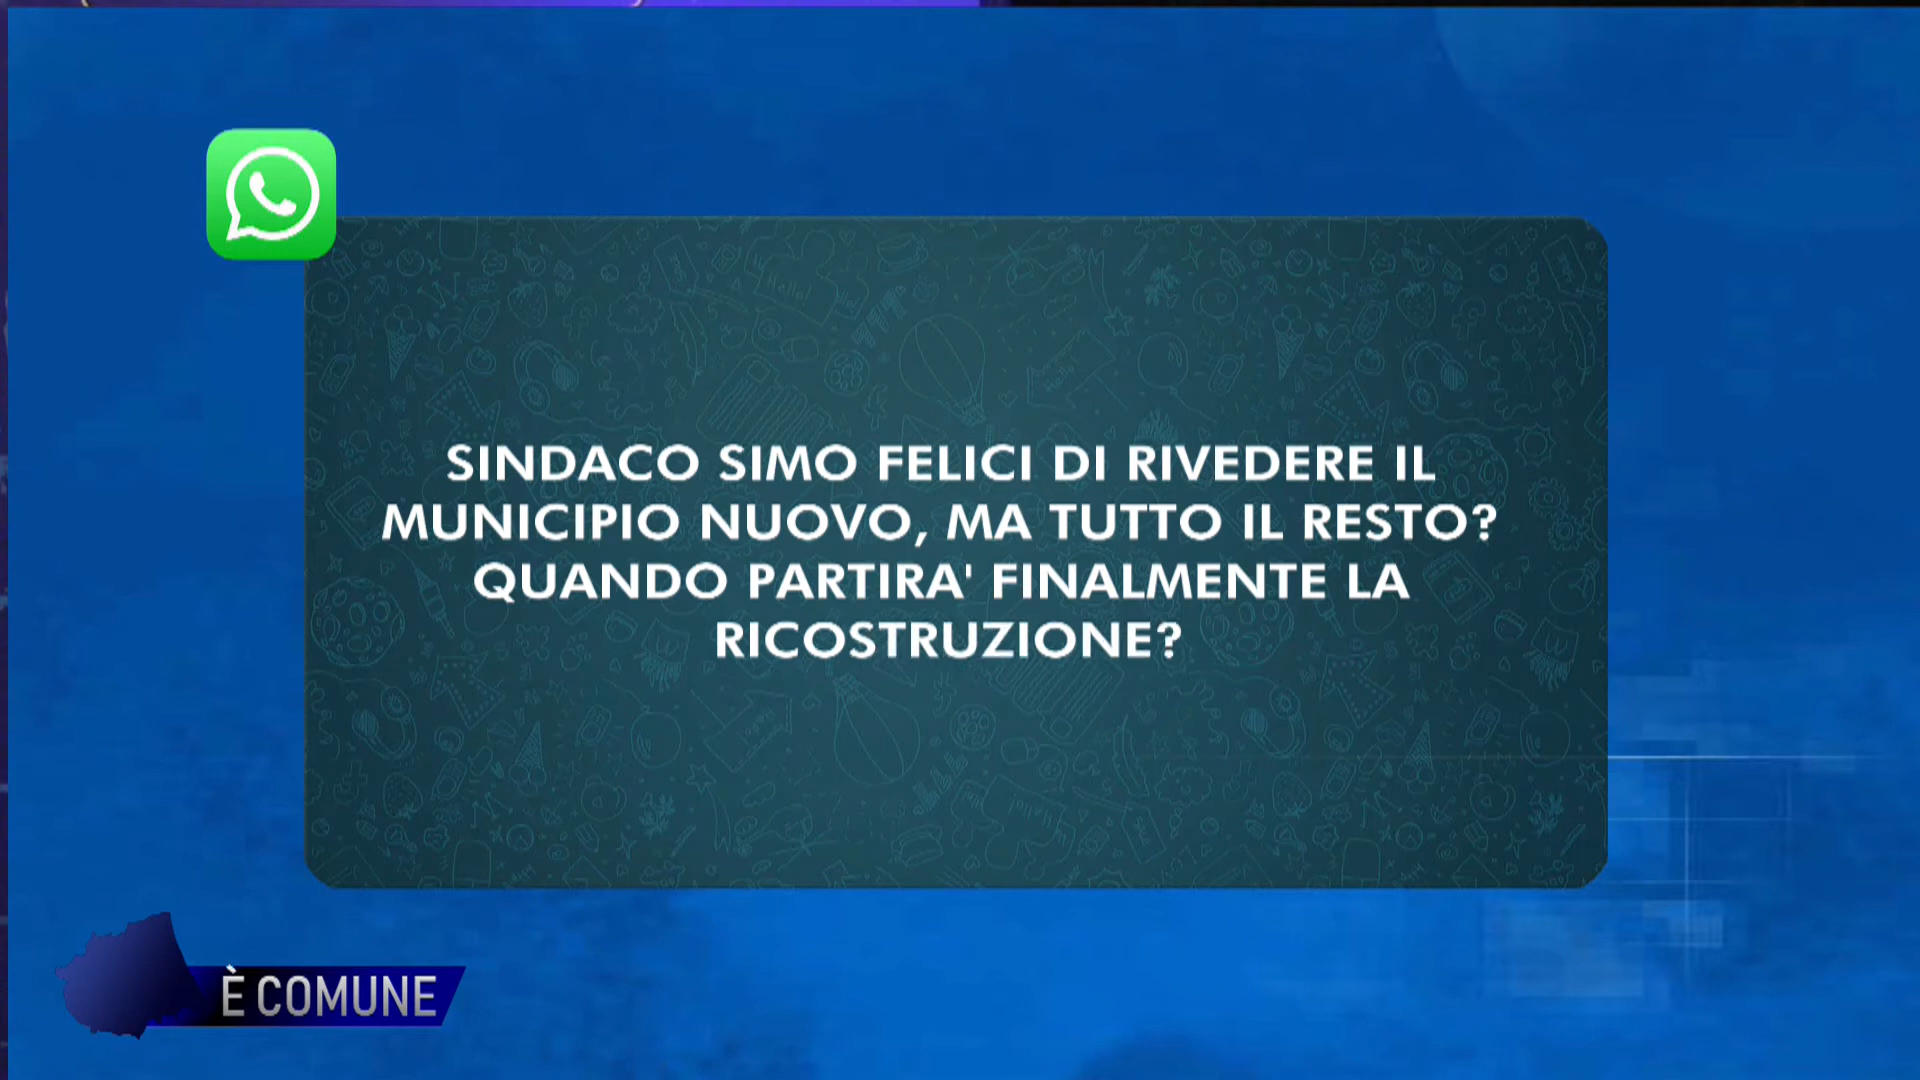 SINDACO SIMO FELICI DI RIVEDERE IL
MUNICIPIO NUOVO, MA TUTTO IL RESTO?
QUANDO PARTIRA' FINALMENTE LA
RICOSTRUZIONE?
È COMUNE